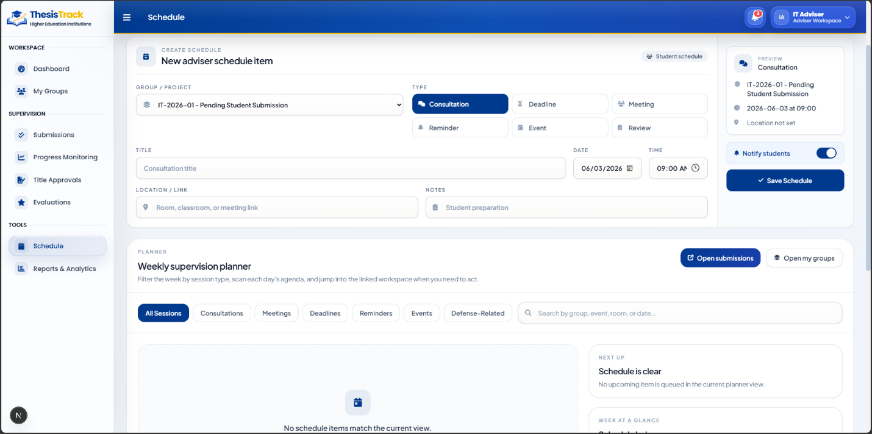 ThesisTrack
Higher Education Institutions
Schedule
IA
IT Adviser
Adviser Workspace
WORKSPACE
Dashboard
My Groups
SUPERVISION
Submissions
Progress Monitoring
Title Approvals
Evaluations
TOOLS
Schedule
Reports & Analytics
N
CREATE SCHEDULE
New adviser schedule item
Student schedule
GROUP / PROJECT
IT-2026-01 - Pending Student Submission
TYPE
Consultation
Deadline
Meeting
Reminder
Event
Review
TITLE
Consultation title
DATE
06/03/2026
TIME
09:00 AM
LOCATION / LINK
Room, classroom, or meeting link
NOTES
Student preparation
PREVIEW
Consultation
IT-2026-01 - Pending
Student Submission
2026-06-03 at 09:00
Location not set
Notify students
Save Schedule
PLANNER
Weekly supervision planner
Filter the week by session type, scan each day's agenda, and jump into the linked workspace when you need to act.
Open submissions
Open my groups
All Sessions
Consultations
Meetings
Deadlines
Reminders
Events
Defense-Related
Search by group, event, room, or date...
No schedule items match the current view.
NEXT UP
Schedule is clear
No upcoming item is queued in the current planner view.
WEEK AT A GLANCE